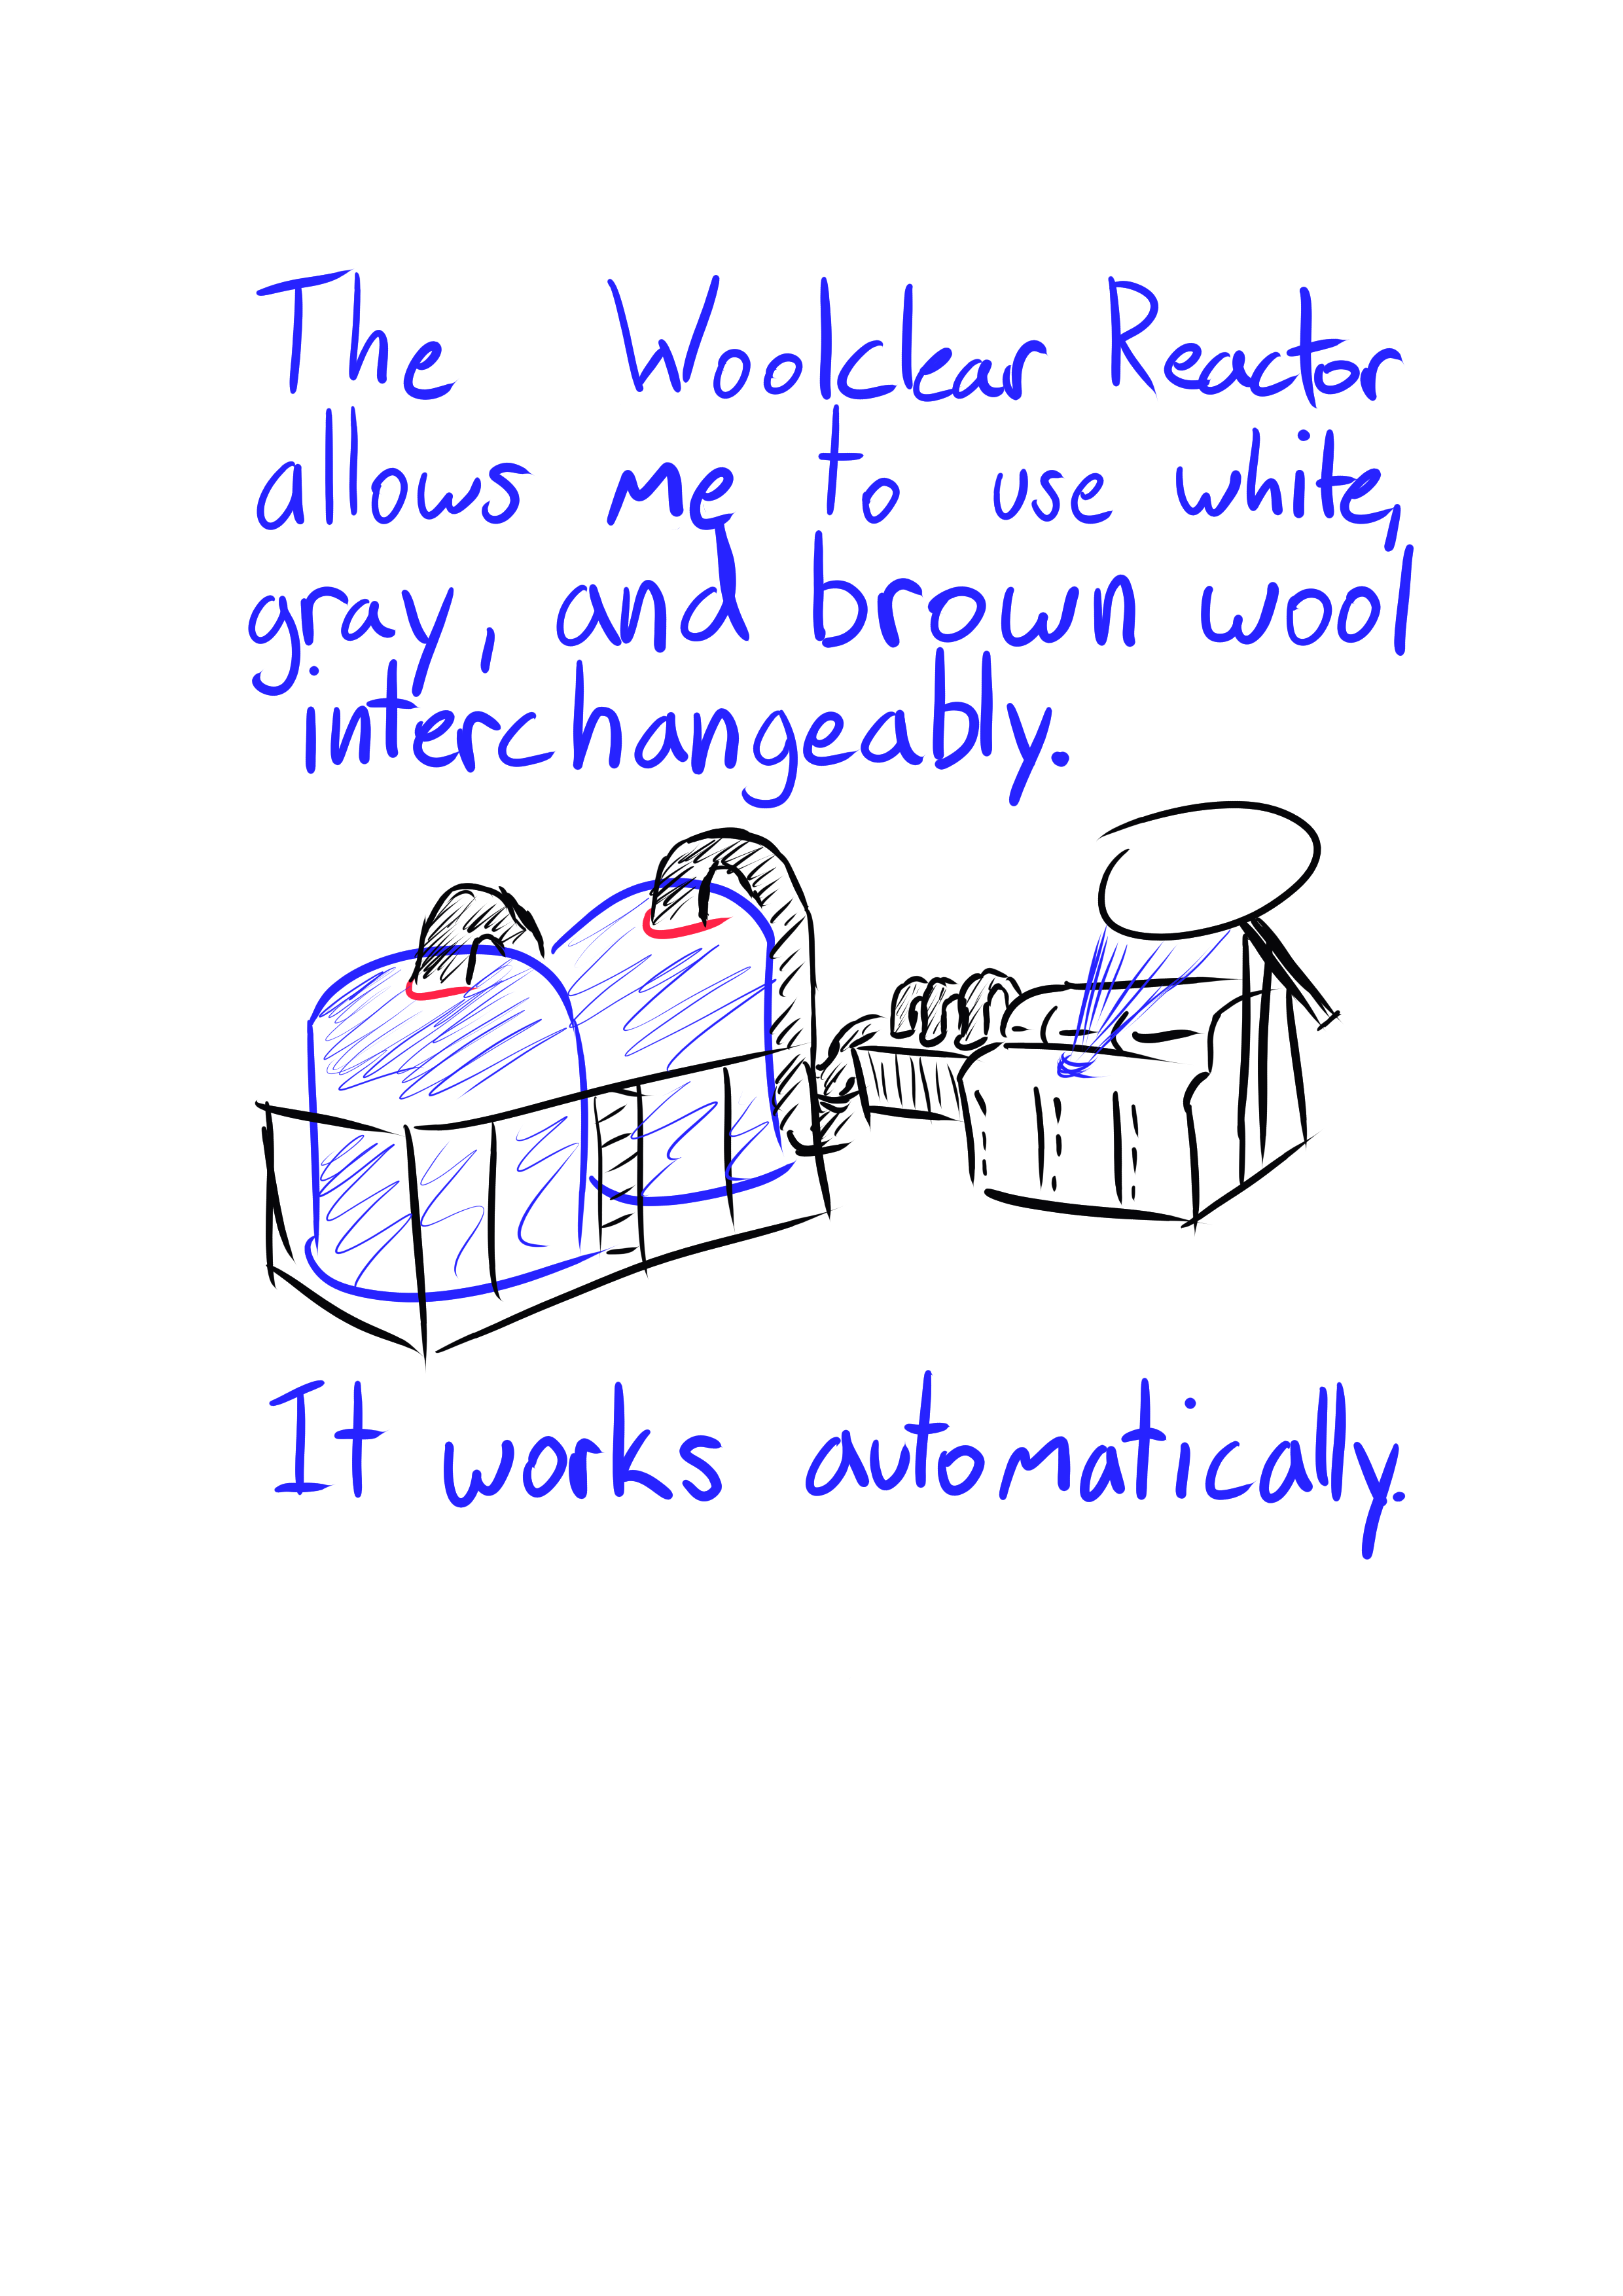 The Woolclear Reactor
allows me to use white,
gray, and brown wool
interchangeably.
It works automatically.